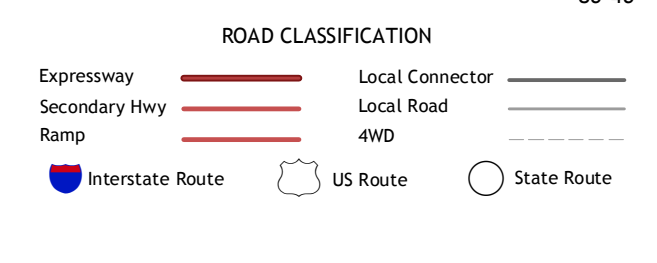 ROAD CLASSIFICATION
Expressway
Local Connector
Secondary Hwy
Local Road
Ramp
4WD
Interstate Route
US Route
State Route